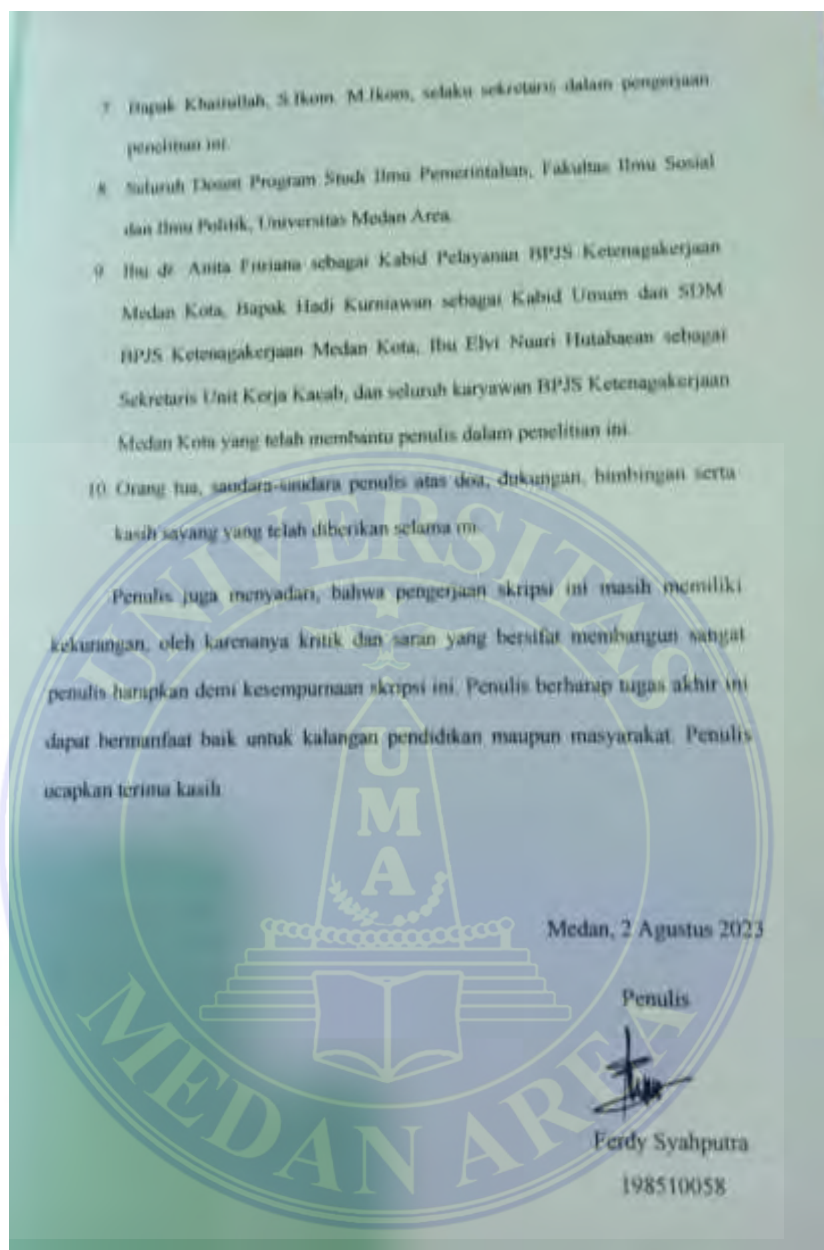 7. Bapak Khairullah, S.Ikom. M.Ikom, selaku sekretaris dalam pengerjaan
penelitian ini.
8. Seluruh Dosen Program Studi Ilmu Pemerintahan, Fakultas Ilmu Sosial
dan Ilmu Politik, Universitas Medan Area.
9. Ibu dr. Anita Fitriana sebagai Kabid Pelayanan BPJS Ketenagakerjaan
Medan Kota, Bapak Hadi Kurniawan sebagai Kabid Umum dan SDM
BPJS Ketenagakerjaan Medan Kota, Ibu Elvi Nuari Hutabaean sebagai
Sekretaris Unit Kerja Kacab, dan seluruh karyawan BPJS Ketenagakerjaan
Medan Kota yang telah membantu penulis dalam penelitian ini.
10. Orang tua, saudara-saudara penulis atas doa, dukungan, bimbingan serta
kasih sayang yang telah diberikan selama ini.
Penulis juga menyadari, bahwa pengerjaan skripsi ini masih memiliki
kekurangan, oleh karenanya kritik dan saran yang bersifat membangun sangat
penulis harapkan demi kesempurnaan skripsi ini. Penulis berharap tugas akhir ini
dapat bermanfaat baik untuk kalangan pendidikan maupun masyarakat. Penulis
ucapkan terima kasih.
UNIVERSITAS
UMA
MEDAN AREA
Medan, 2 Agustus 2023
Penulis
Ferdy Syahputra
198510058